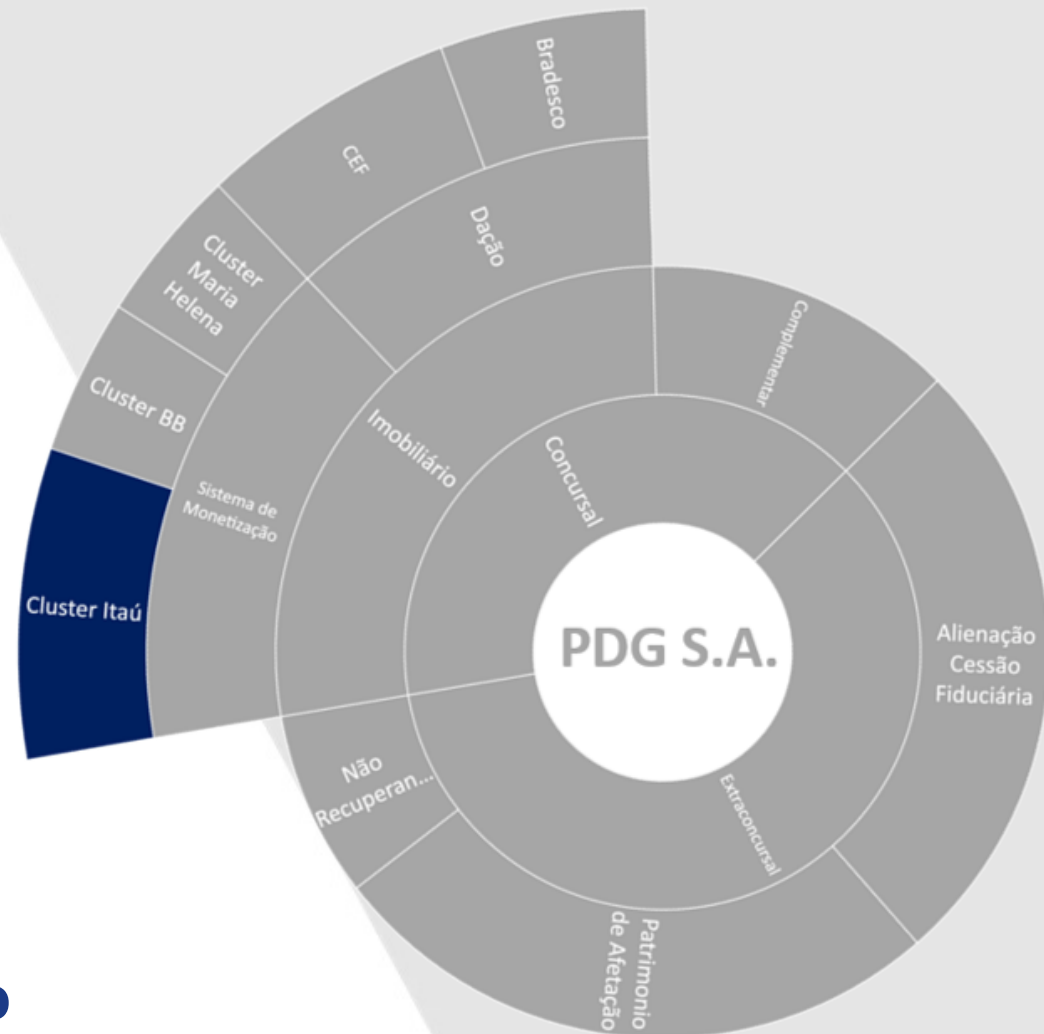 Bradesco
CEF
Dação
Cluster
Maria
Helena
Complementar
Cluster BB
Imobiliário
Concursal
Sistema de
Monetização
Cluster Itaú
PDG S.A.
Alienação
Cessão
Fiduciária
Não
Recuperan...
Extraconcursal
Patrimonio
de Afetação